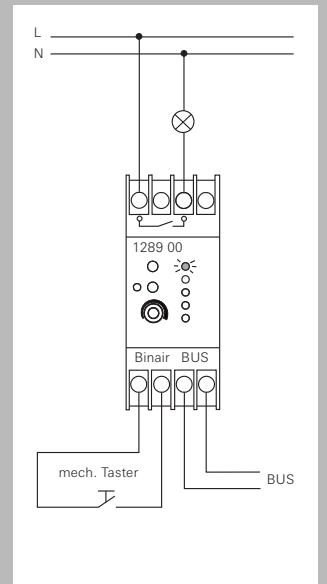 L
N
1289 00
Binair BUS
mech. Taster
BUS